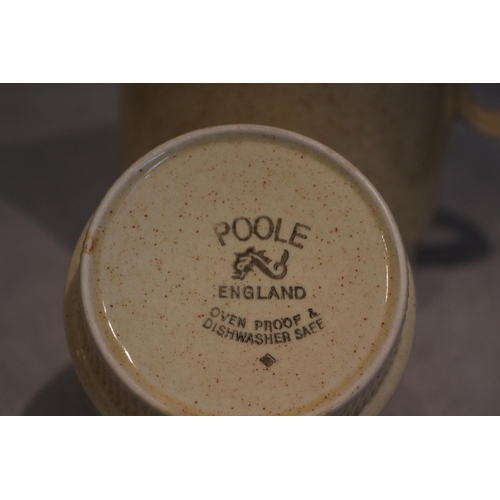 POOLE
ENGLAND
OVEN PROOF &
DISHWASHER SAFE